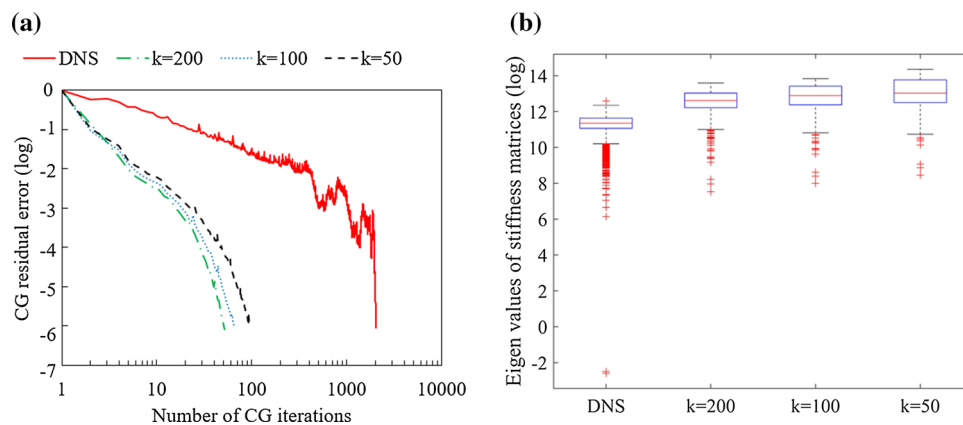 (a)
DNS k=200 k=100 k=50
CG residual error (log)
0
-1
-2
-3
-4
-5
-6
-7
1 10 100 1000 10000
Number of CG iterations
(b)
Eigen values of stiffness matrices (log)
14
12
10
8
6
4
2
0
-2
DNS k=200 k=100 k=50